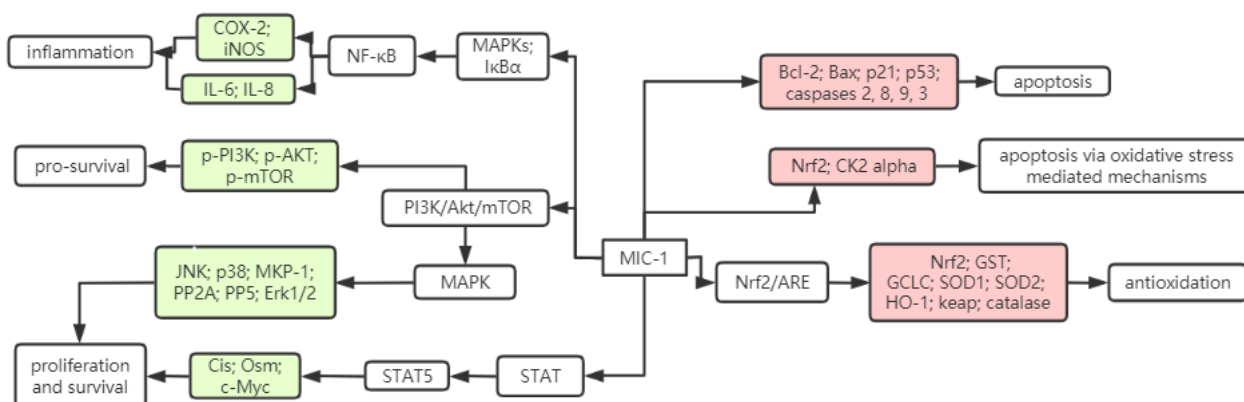 inflammation
COX-2;
iNOS
IL-6; IL-8
NF-κB
MAPKs;
IκBα
Bcl-2; Bax; p21; p53;
caspases 2, 8, 9, 3
apoptosis
pro-survival
p-PI3K; p-AKT;
p-mTOR
PI3K/Akt/mTOR
Nrf2; CK2 alpha
apoptosis via oxidative stress
mediated mechanisms
JNK; p38; MKP-1;
PP2A; PP5; Erk1/2
MAPK
MIC-1
Nrf2/ARE
Nrf2; GST;
GCLC; SOD1; SOD2;
HO-1; keap; catalase
antioxidation
proliferation
and survival
Cis; Osm;
c-Myc
STAT5
STAT